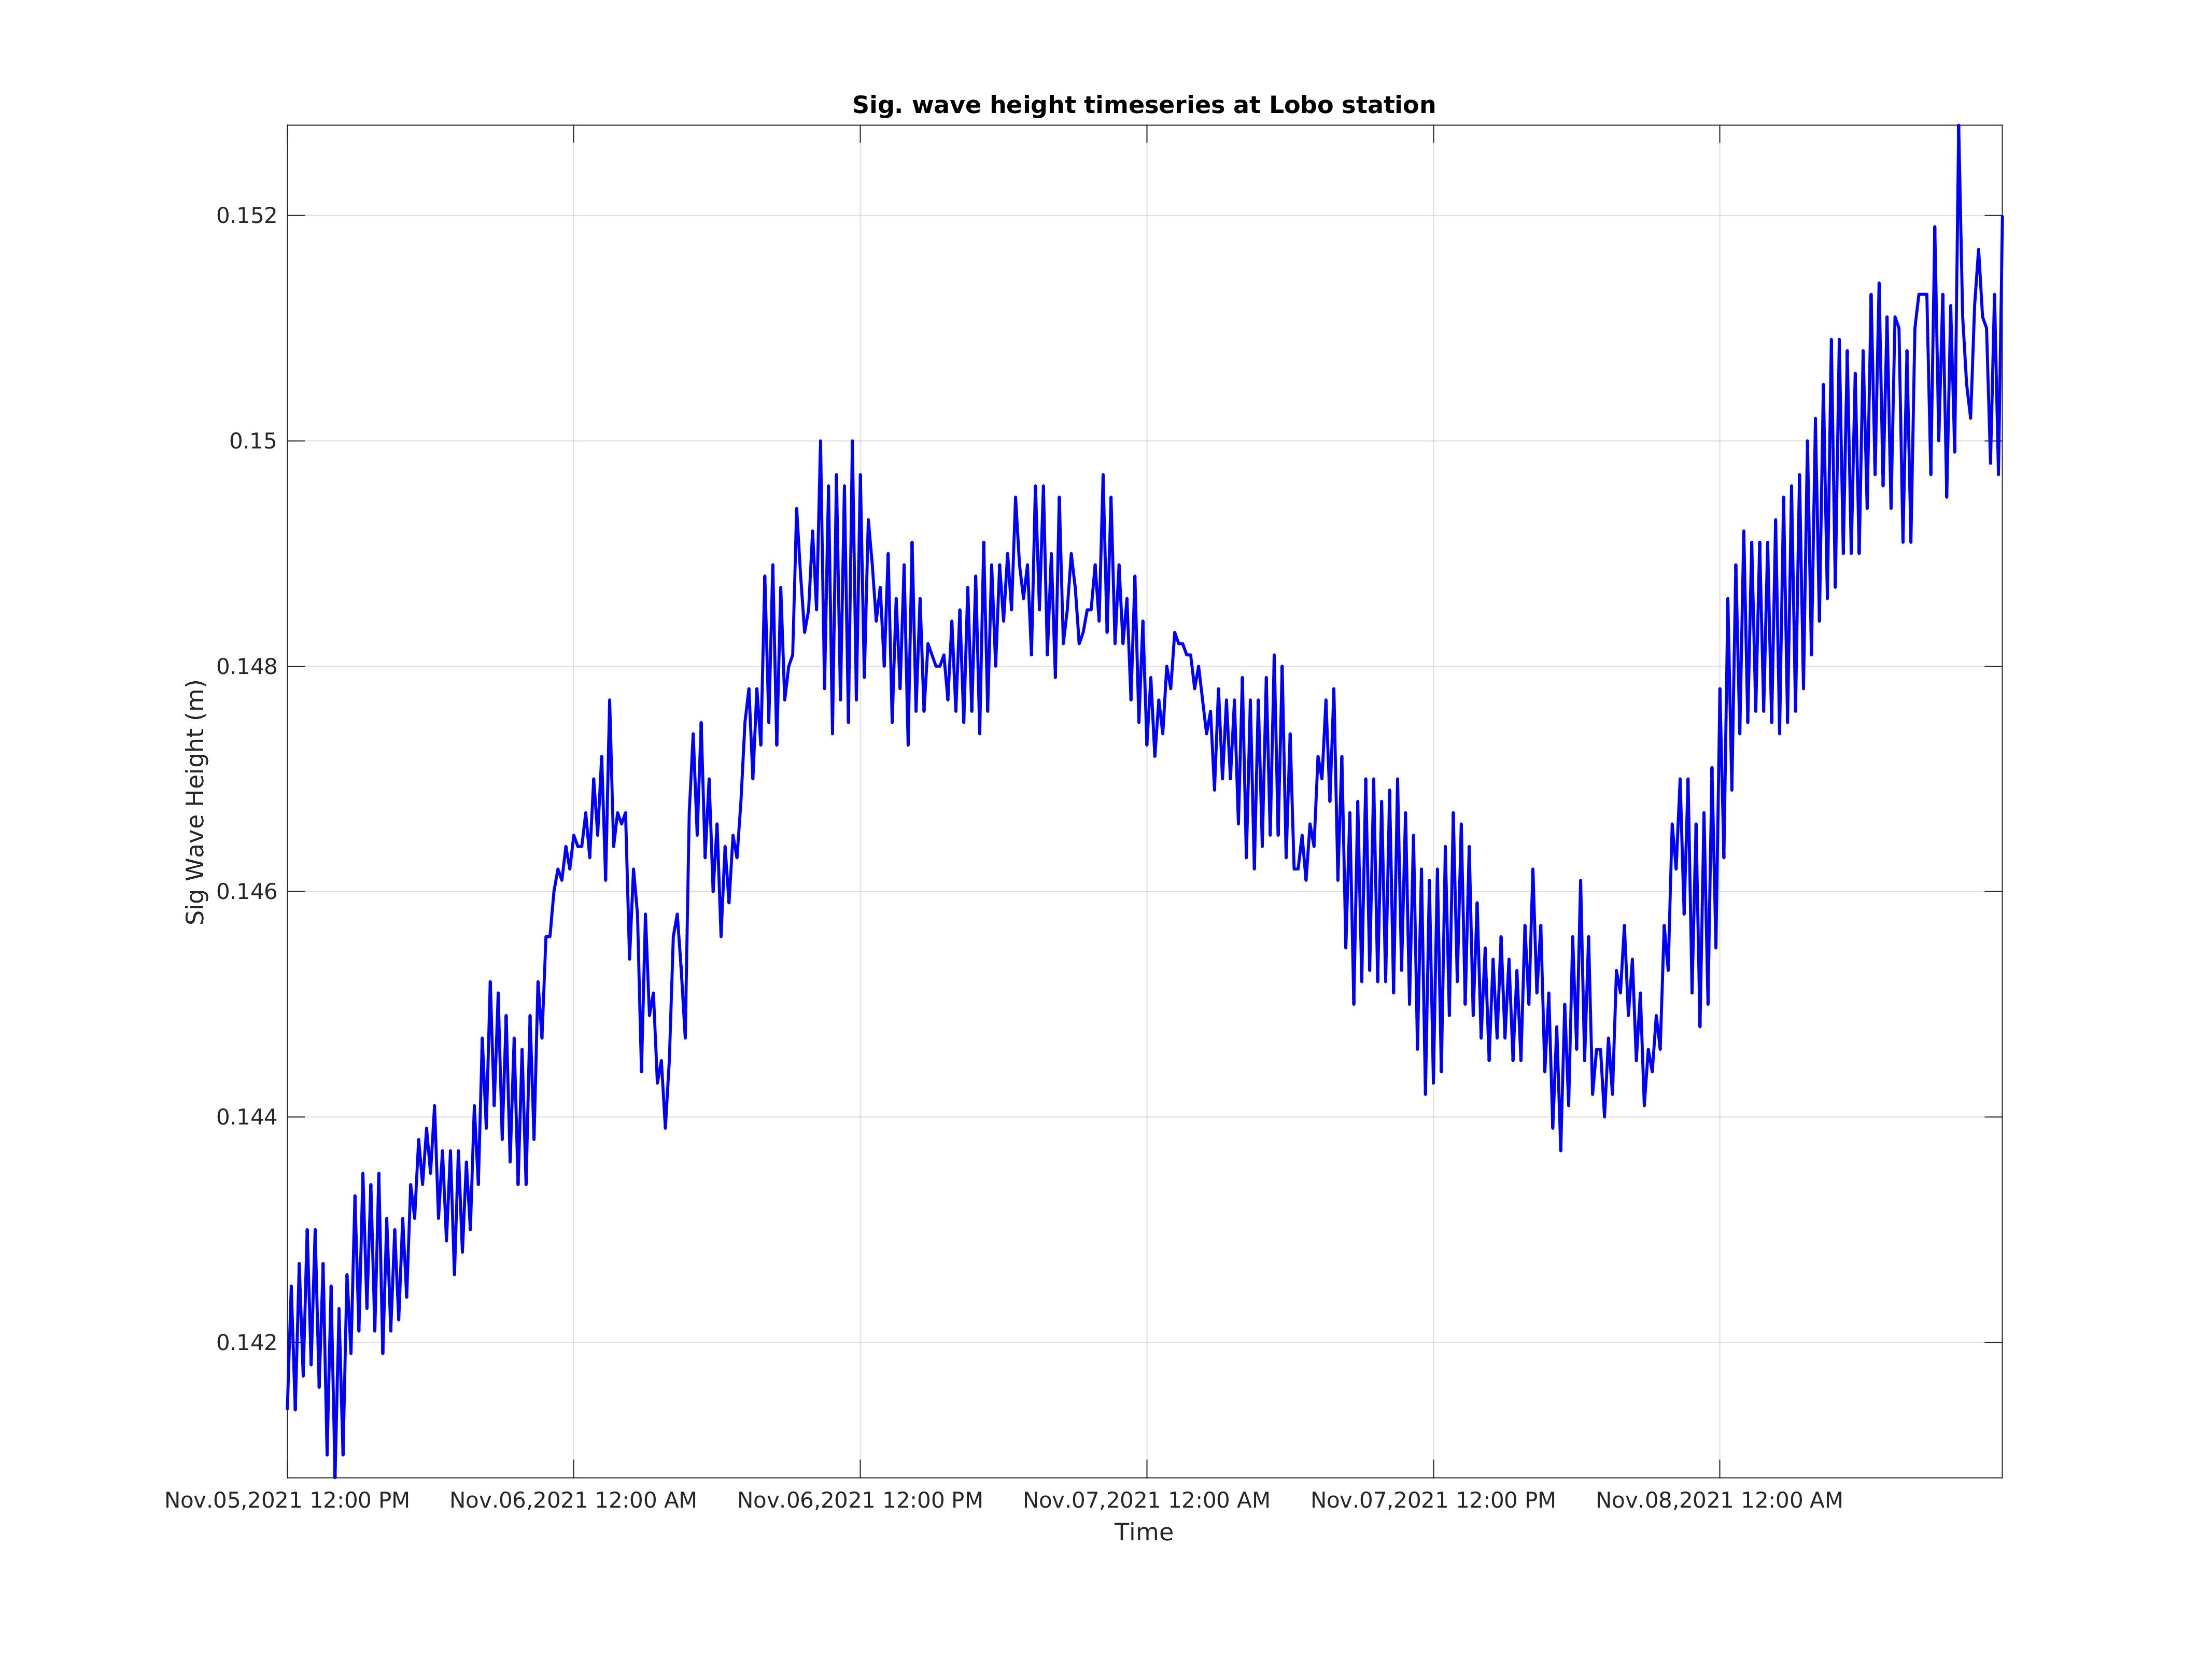 Sig. wave height timeseries at Lobo station
0.152
0.15
0.148
0.146
0.144
0.142
Sig Wave Height (m)
Nov.05,2021 12:00 PM
Nov.06,2021 12:00 AM
Nov.06,2021 12:00 PM
Nov.07,2021 12:00 AM
Nov.07,2021 12:00 PM
Nov.08,2021 12:00 AM
Time